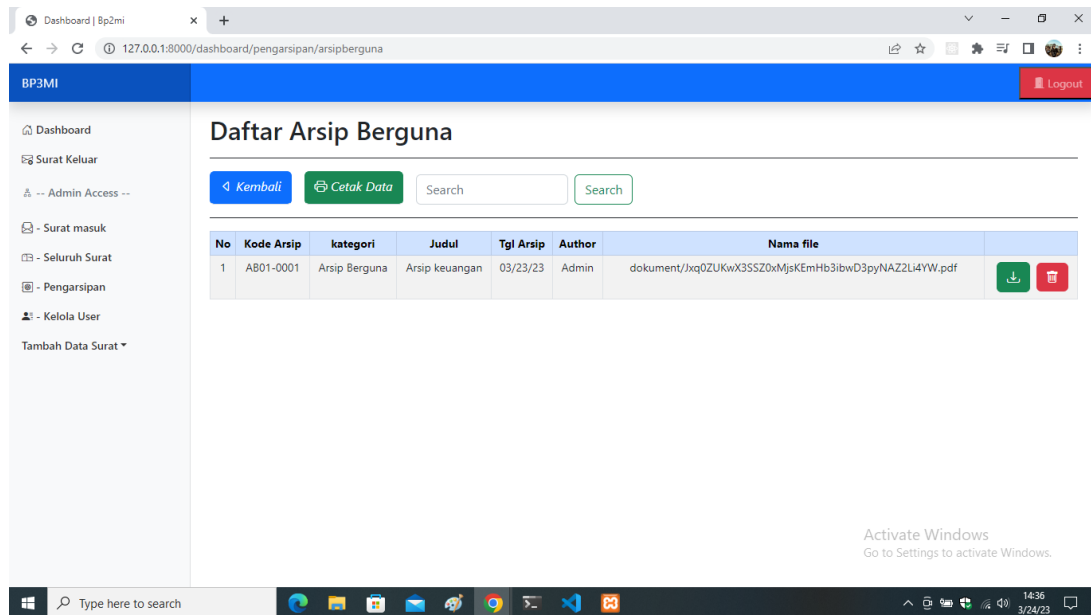 Dashboard | Bp2mi
127.0.0.1:8000/dashboard/pengarsipan/arsipberguna
BP3MI
Logout
Dashboard
Surat Keluar
-- Admin Access --
- Surat masuk
- Seluruh Surat
- Pengarsipan
- Kelola User
Tambah Data Surat
Daftar Arsip Berguna
Kembali Cetak Data Search Search
No Kode Arsip kategori Judul Tgl Arsip Author Nama file
1 AB01-0001 Arsip Berguna Arsip keuangan 03/23/23 Admin dokument/Jxq0ZUKwX3SSZ0xMjsKEmHb3ibwD3pyNAZ2Li4YW.pdf
Activate Windows
Go to Settings to activate Windows.
Type here to search
14:36
3/24/23